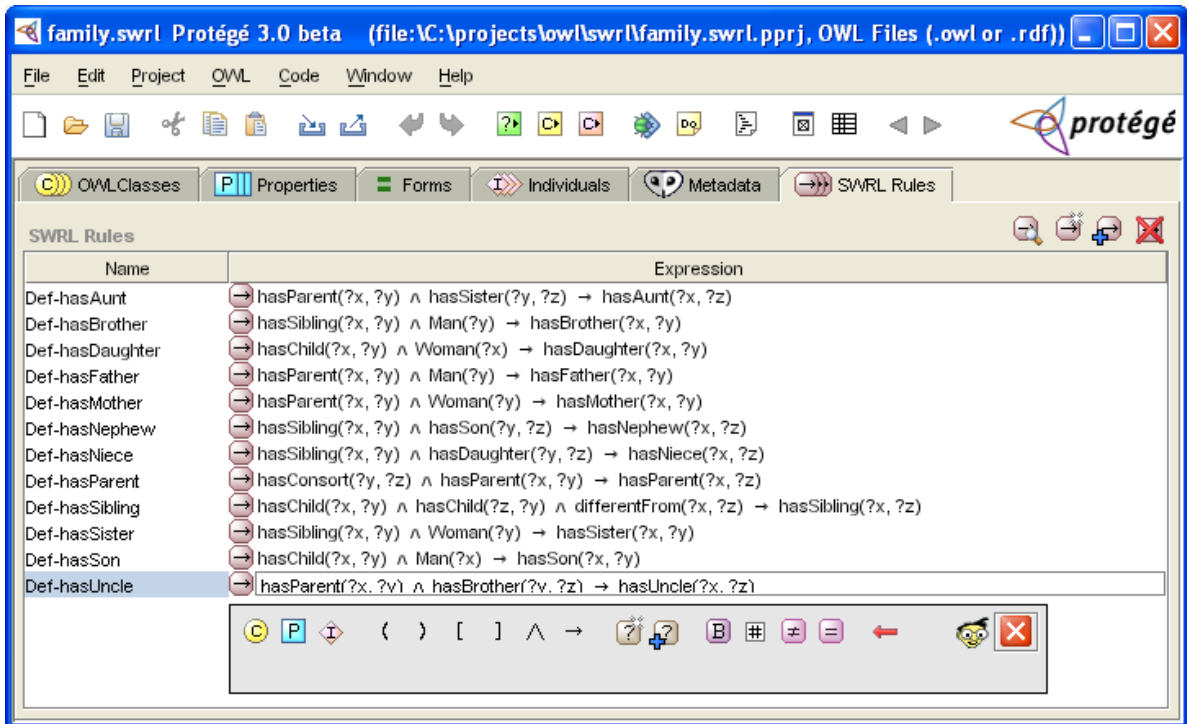 family.swrl Protégé 3.0 beta (file:\C:\projects\owl\swrl\family.swrl.pprj, OWL Files (.owl or .rdf))
File Edit Project OWL Code Window Help
protégé
OWLClasses Properties Forms Individuals Metadata SWRL Rules
SWRL Rules
Name Expression
Def-hasAunt hasParent(?x, ?y) ∧ hasSister(?y, ?z) → hasAunt(?x, ?z)
Def-hasBrother hasSibling(?x, ?y) ∧ Man(?y) → hasBrother(?x, ?y)
Def-hasDaughter hasChild(?x, ?y) ∧ Woman(?x) → hasDaughter(?x, ?y)
Def-hasFather hasParent(?x, ?y) ∧ Man(?y) → hasFather(?x, ?y)
Def-hasMother hasParent(?x, ?y) ∧ Woman(?y) → hasMother(?x, ?y)
Def-hasNephew hasSibling(?x, ?y) ∧ hasSon(?y, ?z) → hasNephew(?x, ?z)
Def-hasNiece hasSibling(?x, ?y) ∧ hasDaughter(?y, ?z) → hasNiece(?x, ?z)
Def-hasParent hasConsort(?y, ?z) ∧ hasParent(?x, ?y) → hasParent(?x, ?z)
Def-hasSibling hasChild(?x, ?y) ∧ hasChild(?z, ?y) ∧ differentFrom(?x, ?z) → hasSibling(?x, ?z)
Def-hasSister hasSibling(?x, ?y) ∧ Woman(?y) → hasSister(?x, ?y)
Def-hasSon hasChild(?x, ?y) ∧ Man(?x) → hasSon(?x, ?y)
Def-hasUncle hasParent(?x, ?y) ∧ hasBrother(?y, ?z) → hasUncle(?x, ?z)
C P I ( ) [ ] ∧ → ? ? B # ≠ =